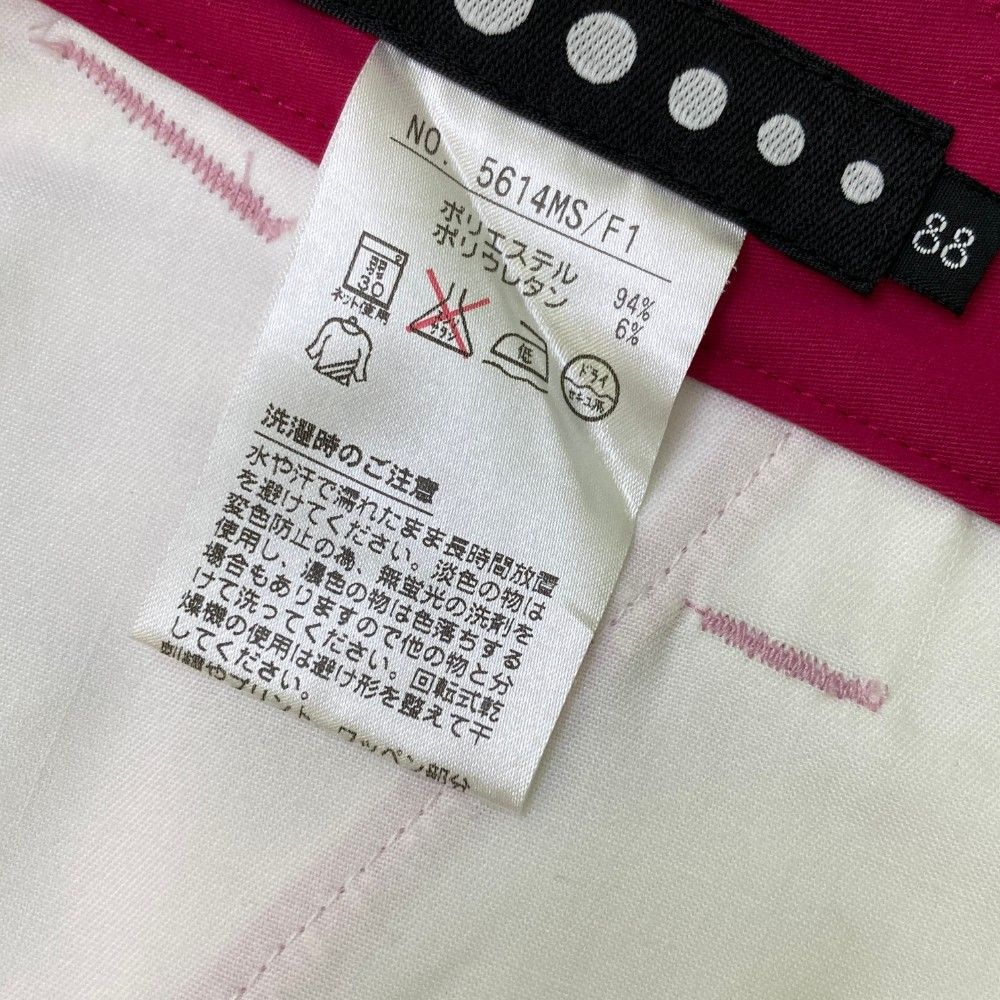 88
NO. 5614MS/F1
ポリエステル 94%
ポリウレタン 6%
弱
30
ネット使用
低
ドライ
セキユ系
洗濯時のご注意
水や汗で濡れたまま長時間放置
を避けてください。淡色の物は
変色防止の為、無蛍光の洗剤を
使用し、濃色の物は色落ちする
場合もありますので他の物と分
けて洗ってください。回転式乾
燥機の使用は避け形を整えて干
してください。